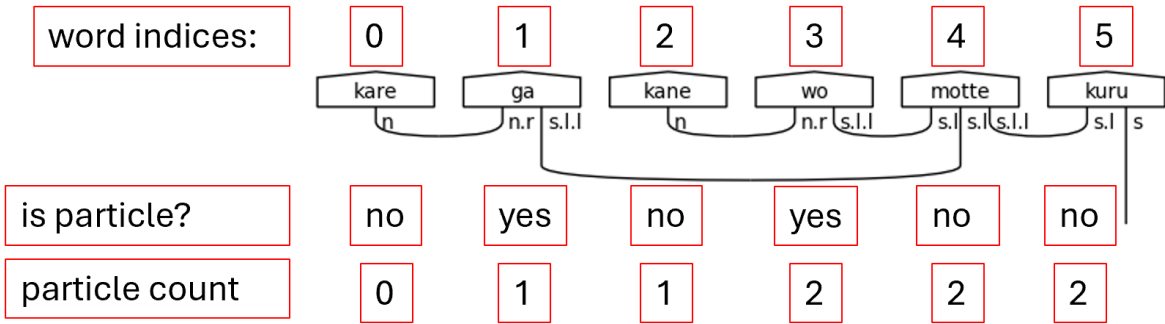 word indices: 0 1 2 3 4 5
kare ga kane wo motte kuru
n n.r s.l.l n n.r s.l.l s.l s.l s.l.l s.l s
is particle? no yes no yes no no
particle count 0 1 1 2 2 2